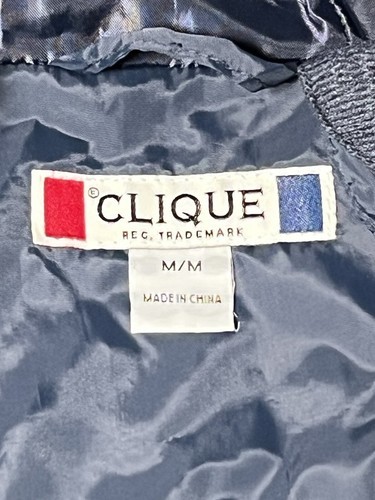 © CLIQUE
REG. TRADEMARK
M/M
MADE IN CHINA